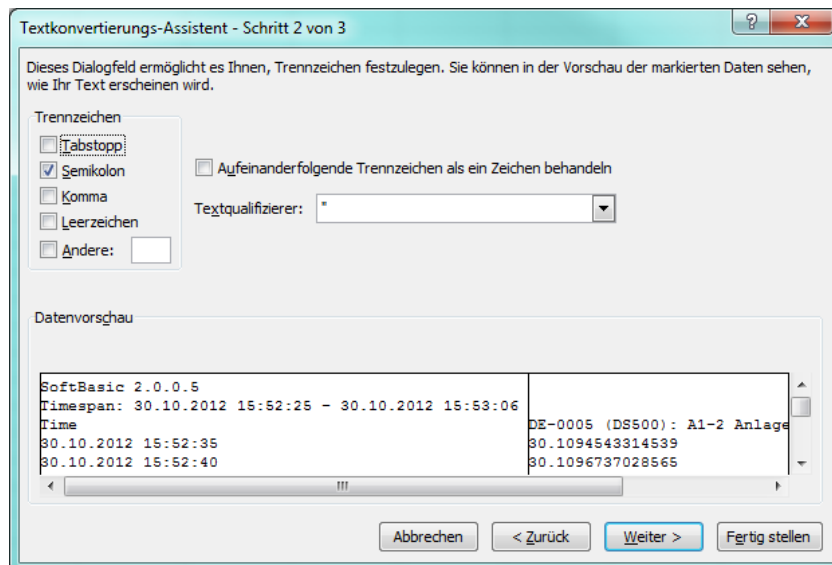 Textkonvertierungs-Assistent - Schritt 2 von 3
Dieses Dialogfeld ermöglicht es Ihnen, Trennzeichen festzulegen. Sie können in der Vorschau der markierten Daten sehen,
wie Ihr Text erscheinen wird.
Trennzeichen
Tabstopp
Semikolon
Komma
Leerzeichen
Andere:
Aufeinanderfolgende Trennzeichen als ein Zeichen behandeln
Textqualifizierer: "
Datenvorschau
SoftBasic 2.0.0.5
Timespan: 30.10.2012 15:52:25 - 30.10.2012 15:53:06
Time DE-0005 (DS500): A1-2 Anlage
30.10.2012 15:52:35 30.1094543314539
30.10.2012 15:52:40 30.1096737028565
Abbrechen < Zurück Weiter > Fertig stellen